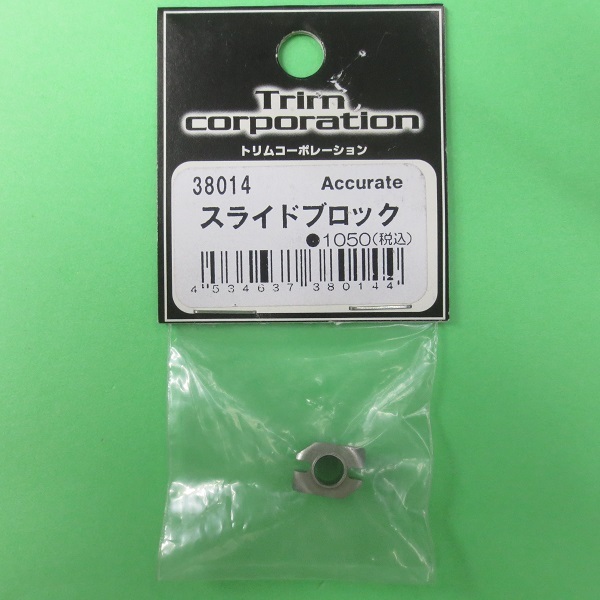 Trim
corporation
トリムコーポレーション
38014 Accurate
スライドブロック
●1050(税込)
4 534637 380144